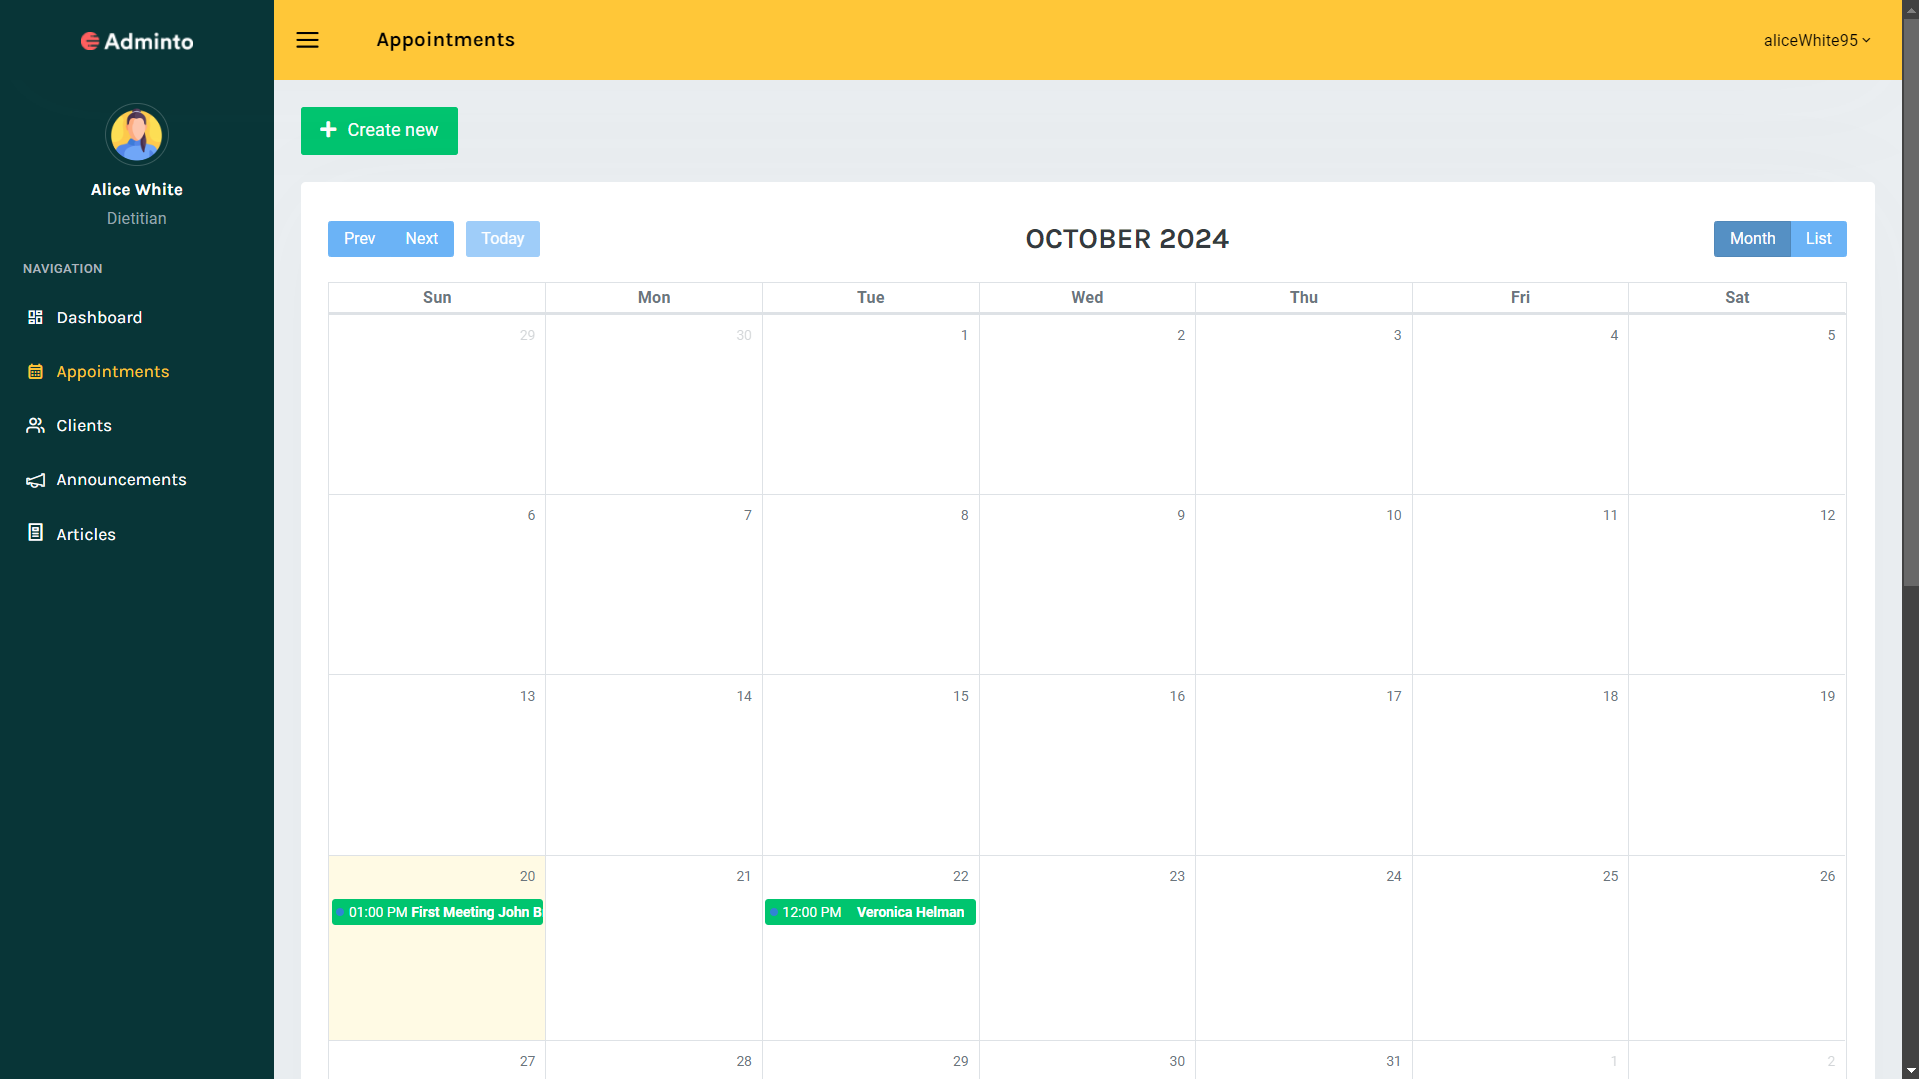 Adminto
Appointments
aliceWhite95
Create new
Alice White
Dietitian
NAVIGATION
Dashboard
Appointments
Clients
Announcements
Articles
Prev Next Today
OCTOBER 2024
Month List
Sun Mon Tue Wed Thu Fri Sat
29 30 1 2 3 4 5
6 7 8 9 10 11 12
13 14 15 16 17 18 19
20 21 22 23 24 25 26
01:00 PM First Meeting John B
12:00 PM Veronica Helman
27 28 29 30 31 1 2